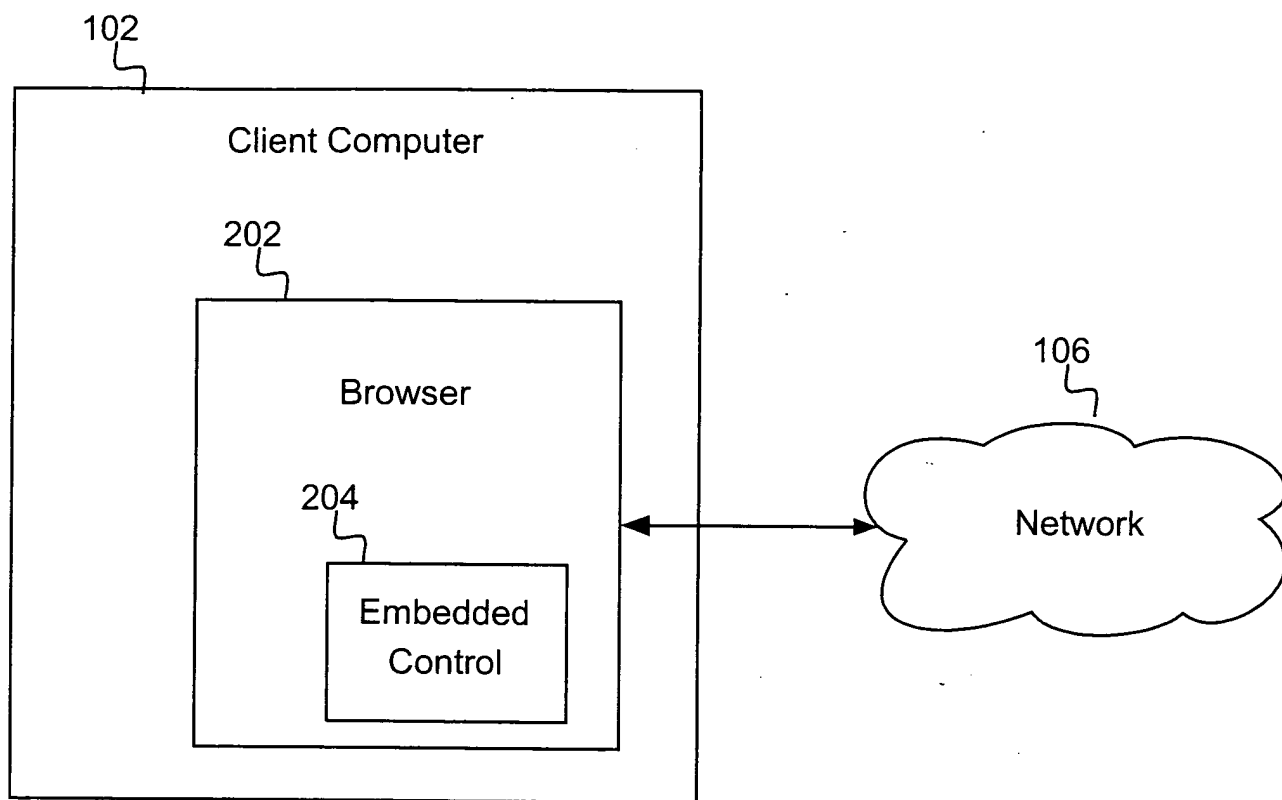 102
Client Computer
202
Browser
106
204
Network
Embedded
Control